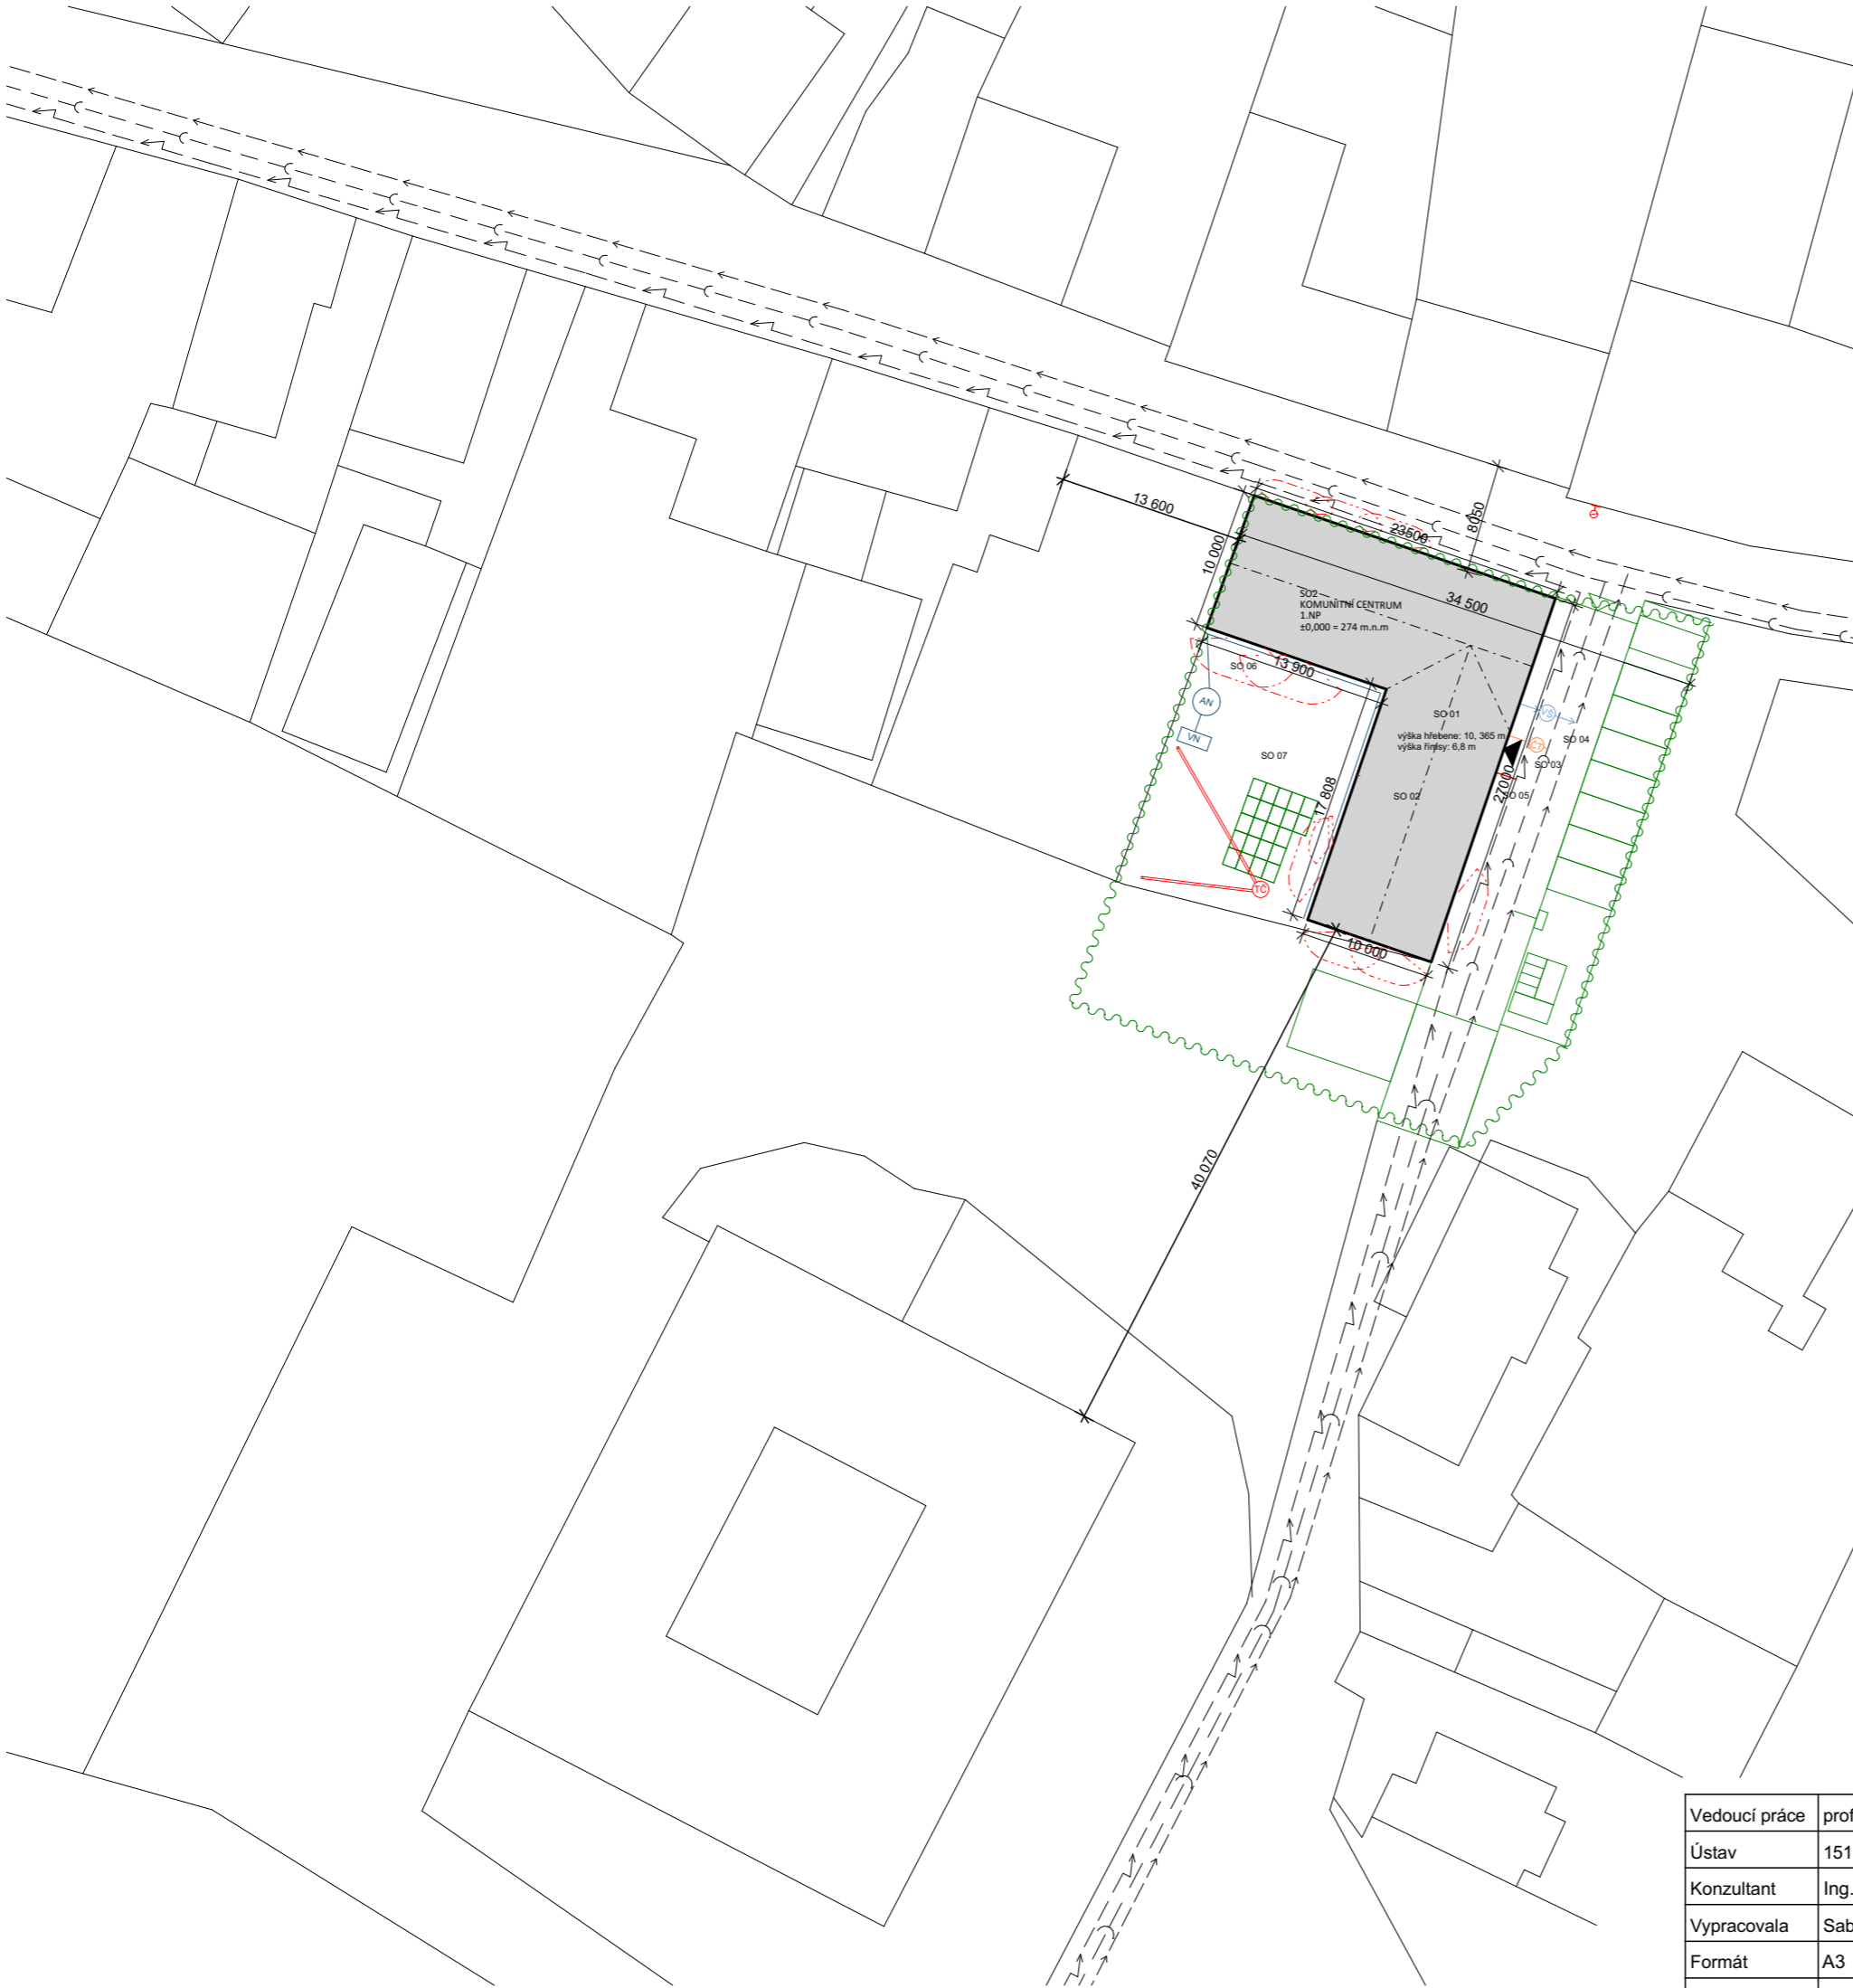 13 600
8050
23500
10 000
34 500
SO2
KOMUNITNÍ CENTRUM
1.NP
±0,000 = 274 m.n.m
SO 06
13 900
AN
VN
SO 07
SO 01
výška hřebene: 10, 365 m
výška římsy: 6,8 m
VŠ
SO 04
ČT
SO 03
27000
SO 05
SO 02
17 808
TČ
10 000
40 070
Vedoucí práce prof
Ústav 151
Konzultant Ing.
Vypracovala Sab
Formát A3